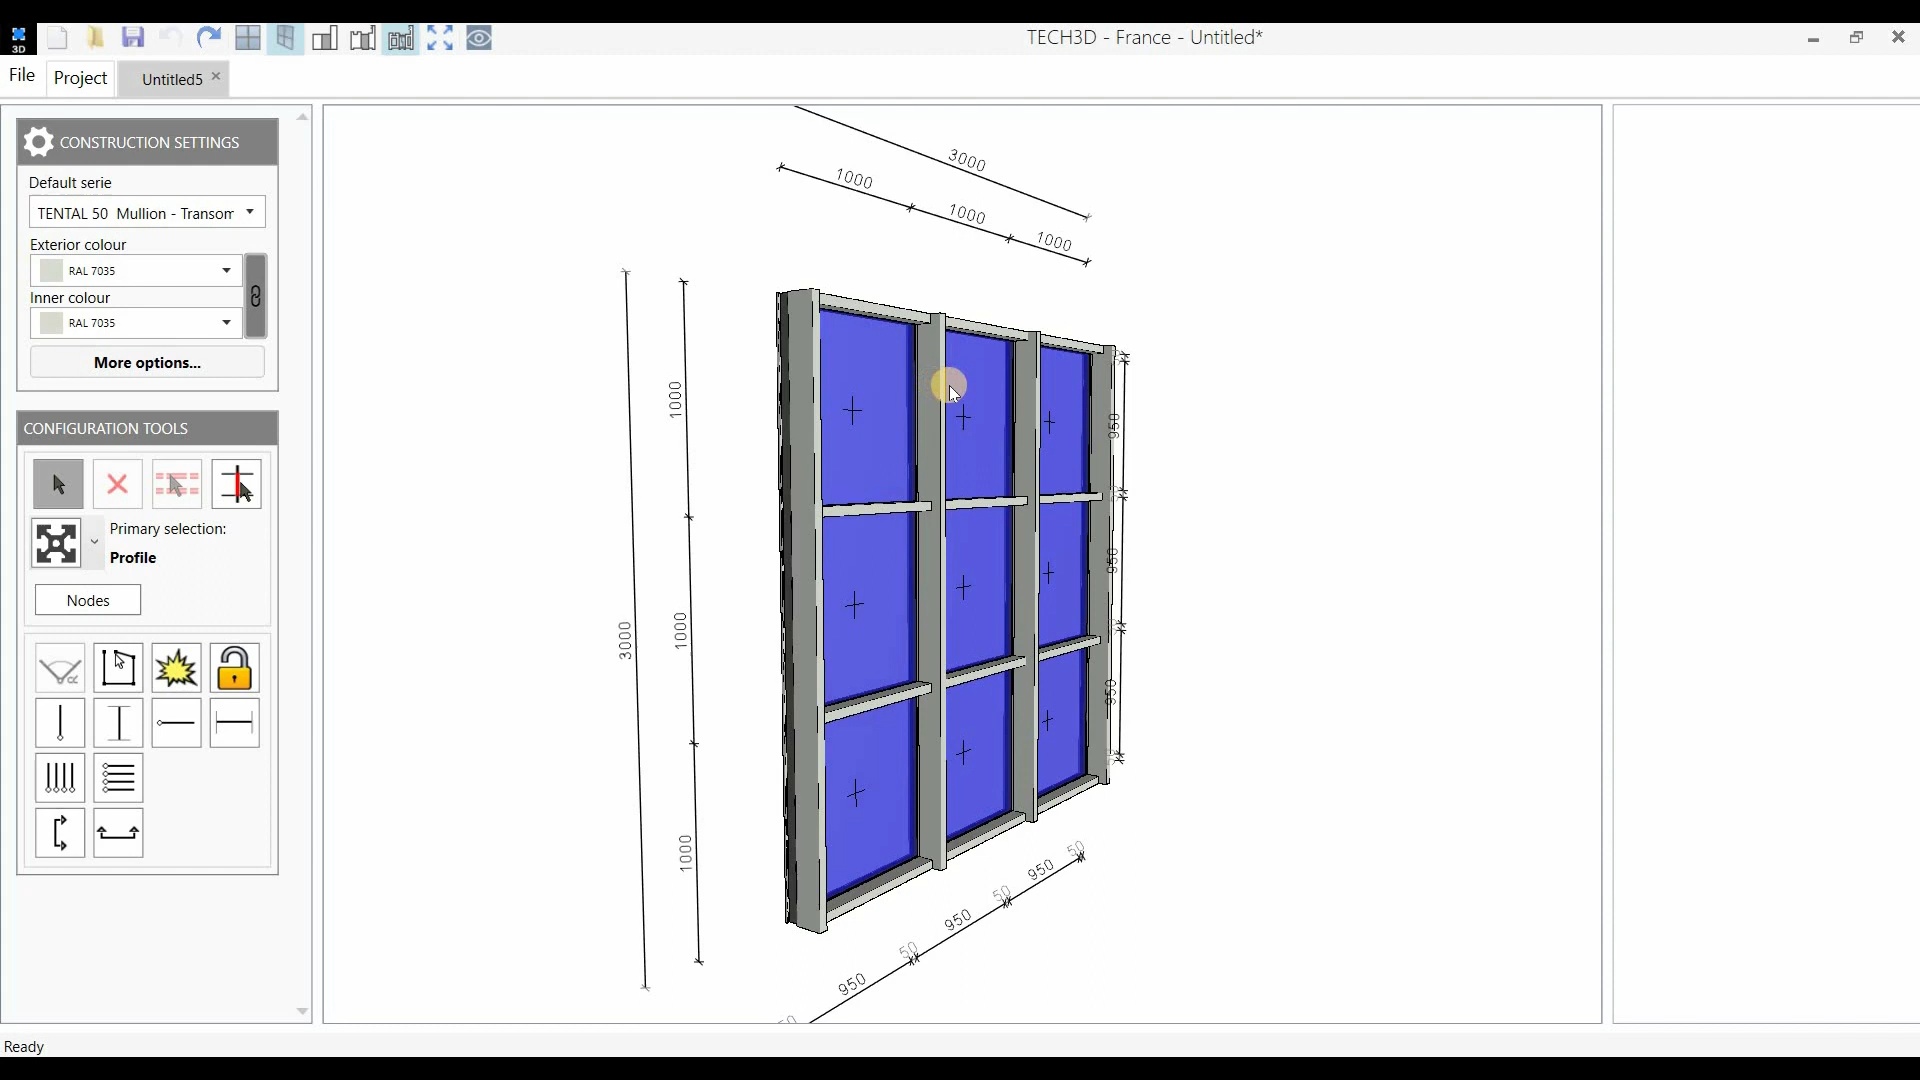 3D
TECH3D - France - Untitled*
File
Project
Untitled5
CONSTRUCTION SETTINGS
Default serie
TENTAL 50 Mullion - Transom
Exterior colour
RAL 7035
Inner colour
RAL 7035
More options...
CONFIGURATION TOOLS
Primary selection:
Profile
Nodes
α
3000
1000
1000
1000
3000
1000
1000
1000
950
950
950
50
950
50
950
50
950
Ready